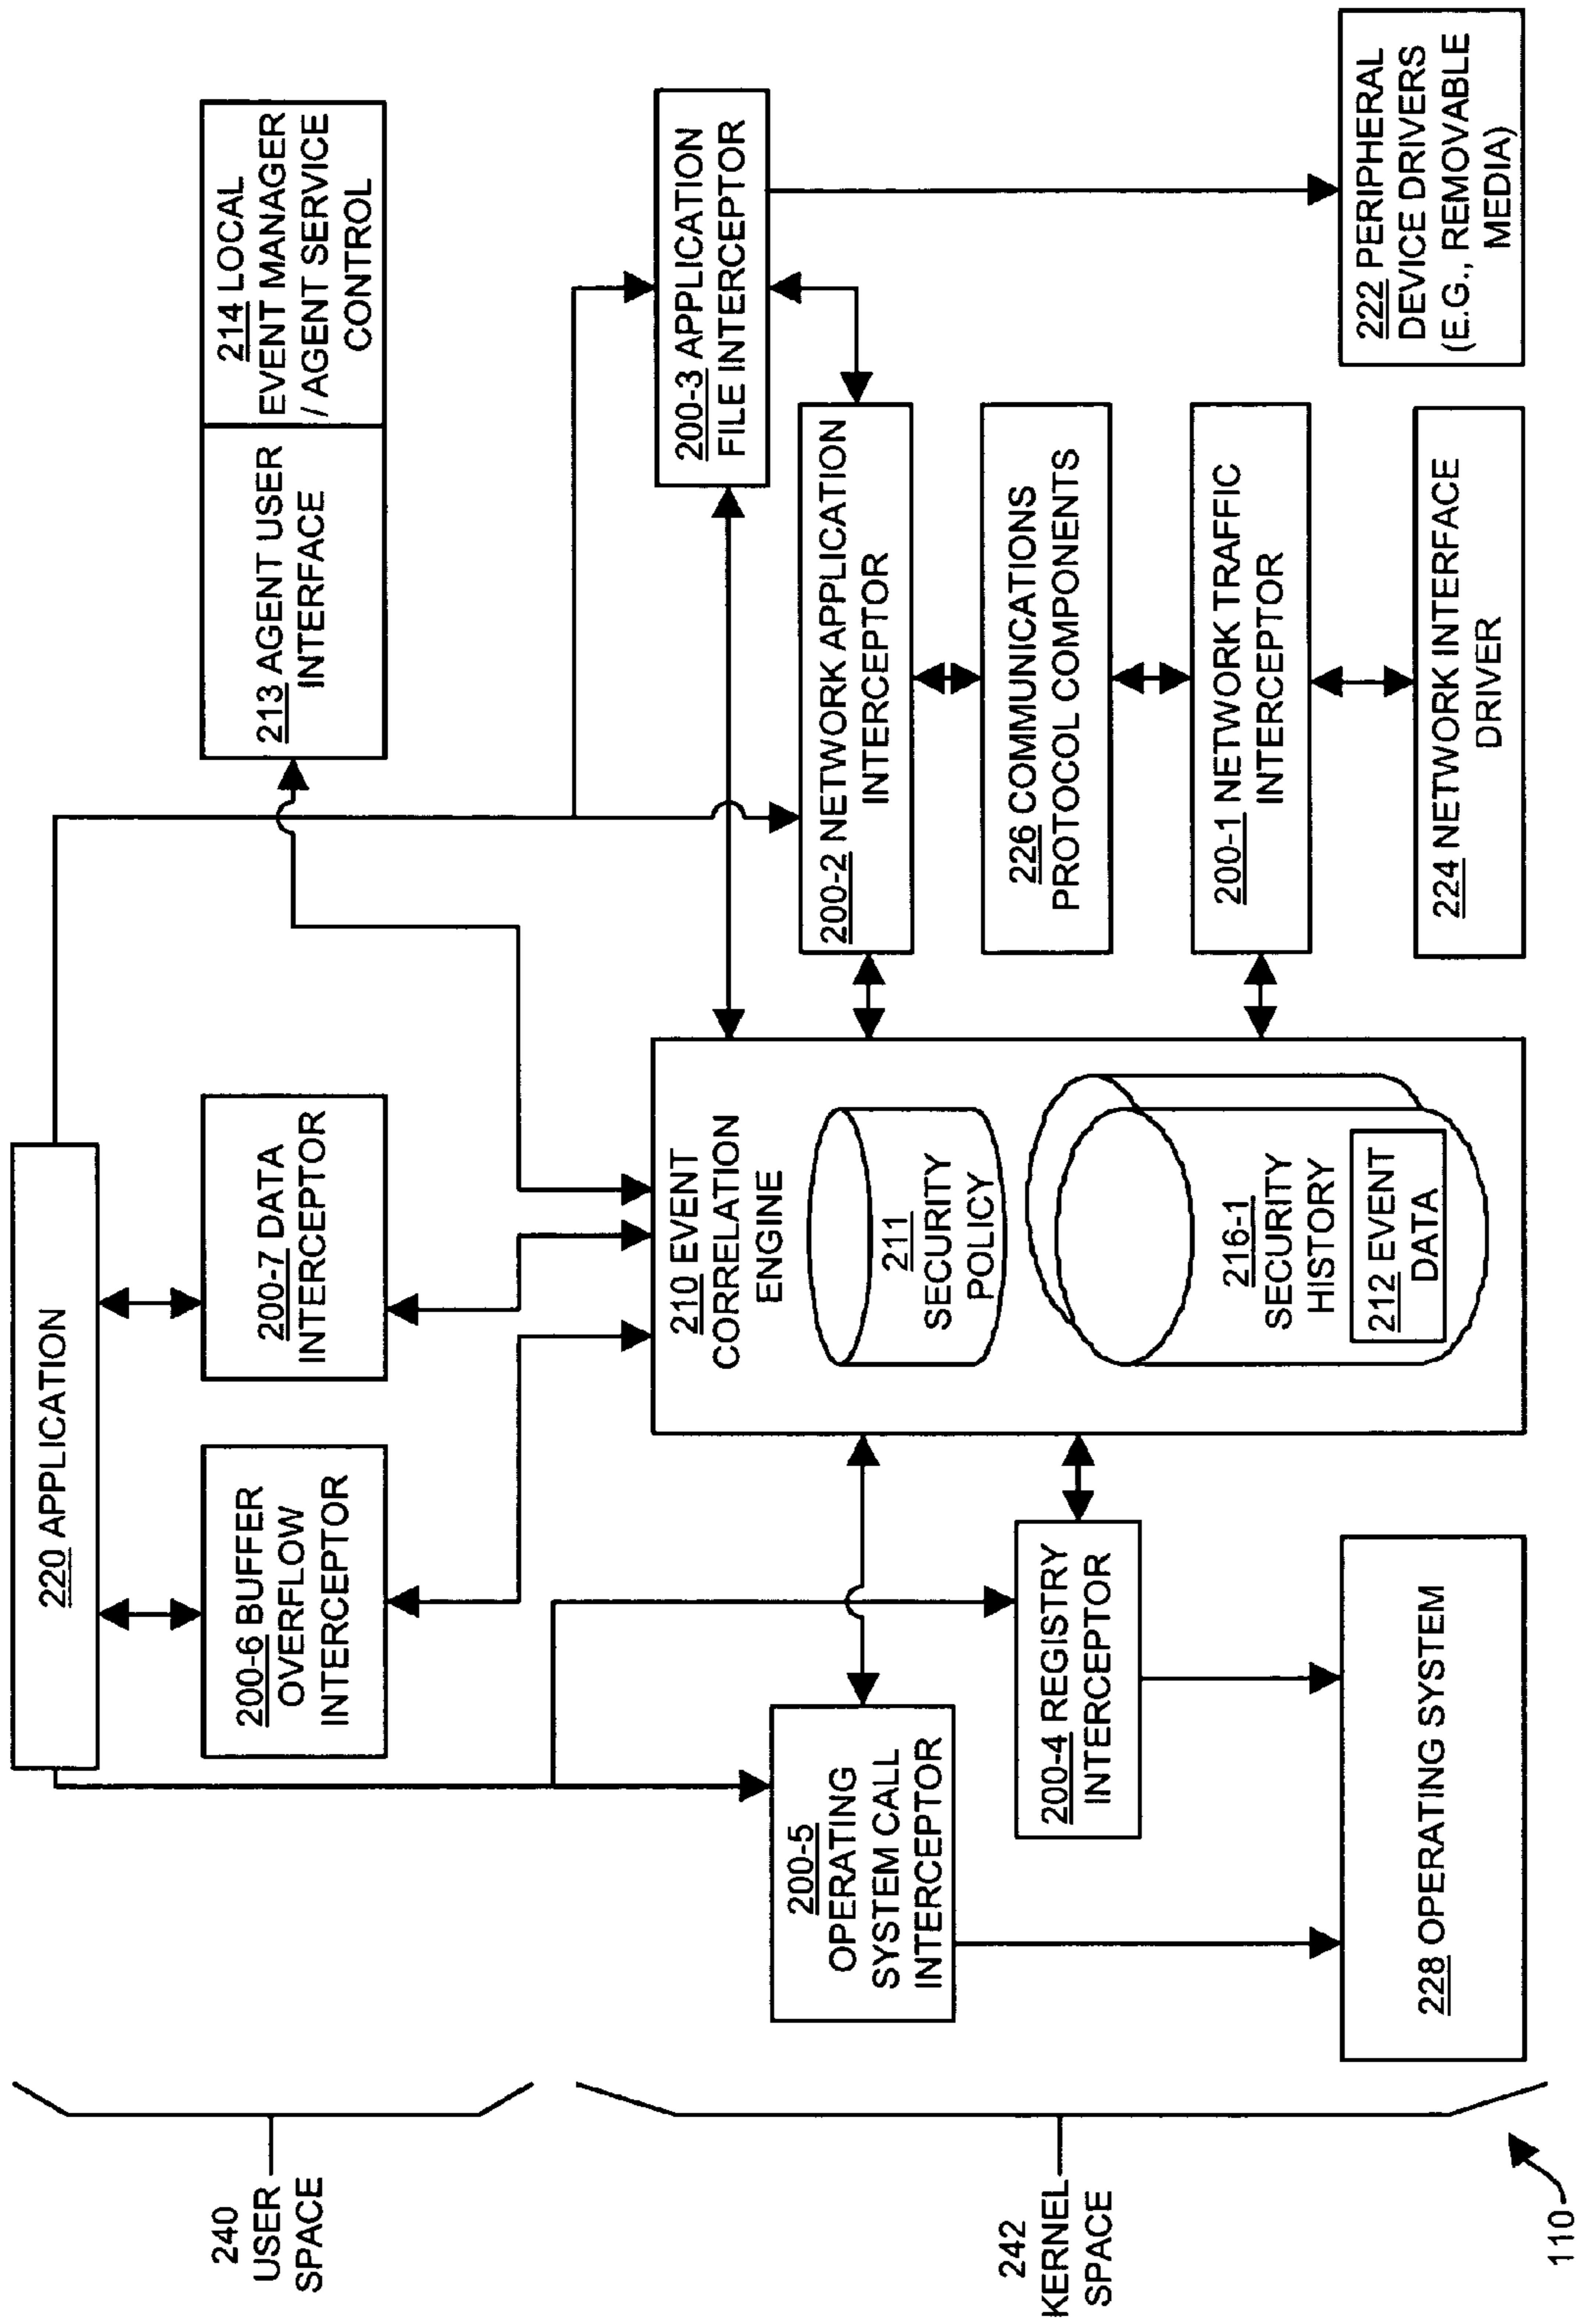 240
USER
SPACE
220 APPLICATION
200-6 BUFFER
OVERFLOW
INTERCEPTOR
200-7 DATA
INTERCEPTOR
213 AGENT USER
INTERFACE
214 LOCAL
EVENT MANAGER
/ AGENT SERVICE
CONTROL
242
KERNEL
SPACE
200-5
OPERATING
SYSTEM CALL
INTERCEPTOR
200-4 REGISTRY
INTERCEPTOR
228 OPERATING SYSTEM
210 EVENT
CORRELATION
ENGINE
211
SECURITY
POLICY
216-1
SECURITY
HISTORY
212 EVENT
DATA
200-3 APPLICATION
FILE INTERCEPTOR
200-2 NETWORK APPLICATION
INTERCEPTOR
226 COMMUNICATIONS
PROTOCOL COMPONENTS
200-1 NETWORK TRAFFIC
INTERCEPTOR
224 NETWORK INTERFACE
DRIVER
222 PERIPHERAL
DEVICE DRIVERS
(E.G., REMOVABLE
MEDIA)
110